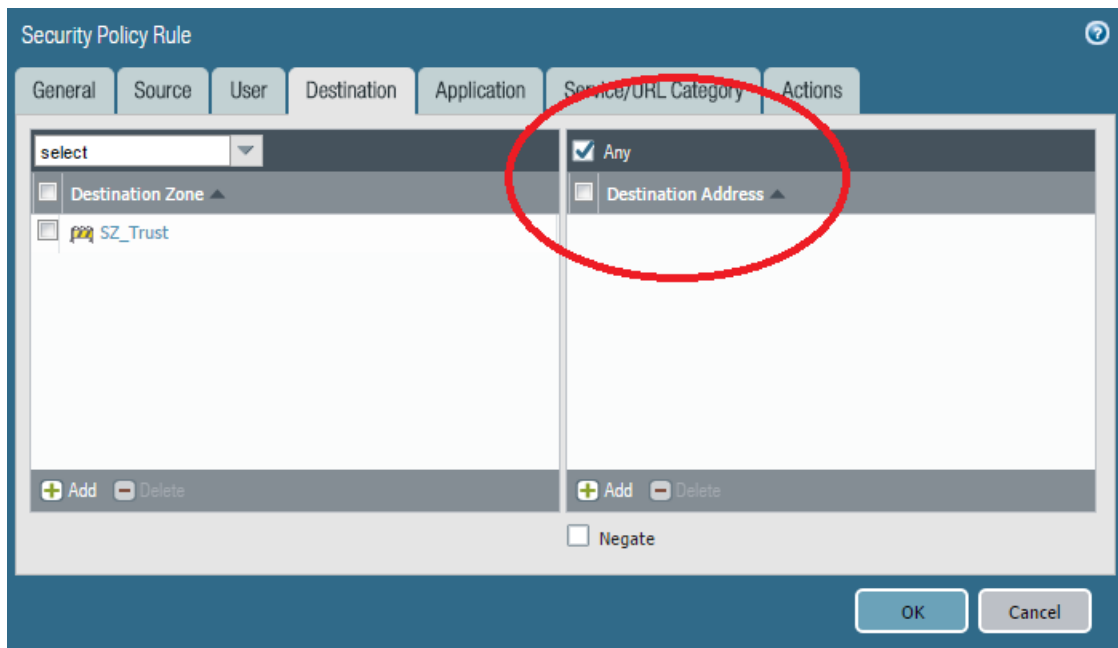 Security Policy Rule
General Source User Destination Application Service/URL Category Actions
select
Any
Destination Zone
Destination Address
SZ_Trust
Add Delete
Add Delete
Negate
OK Cancel